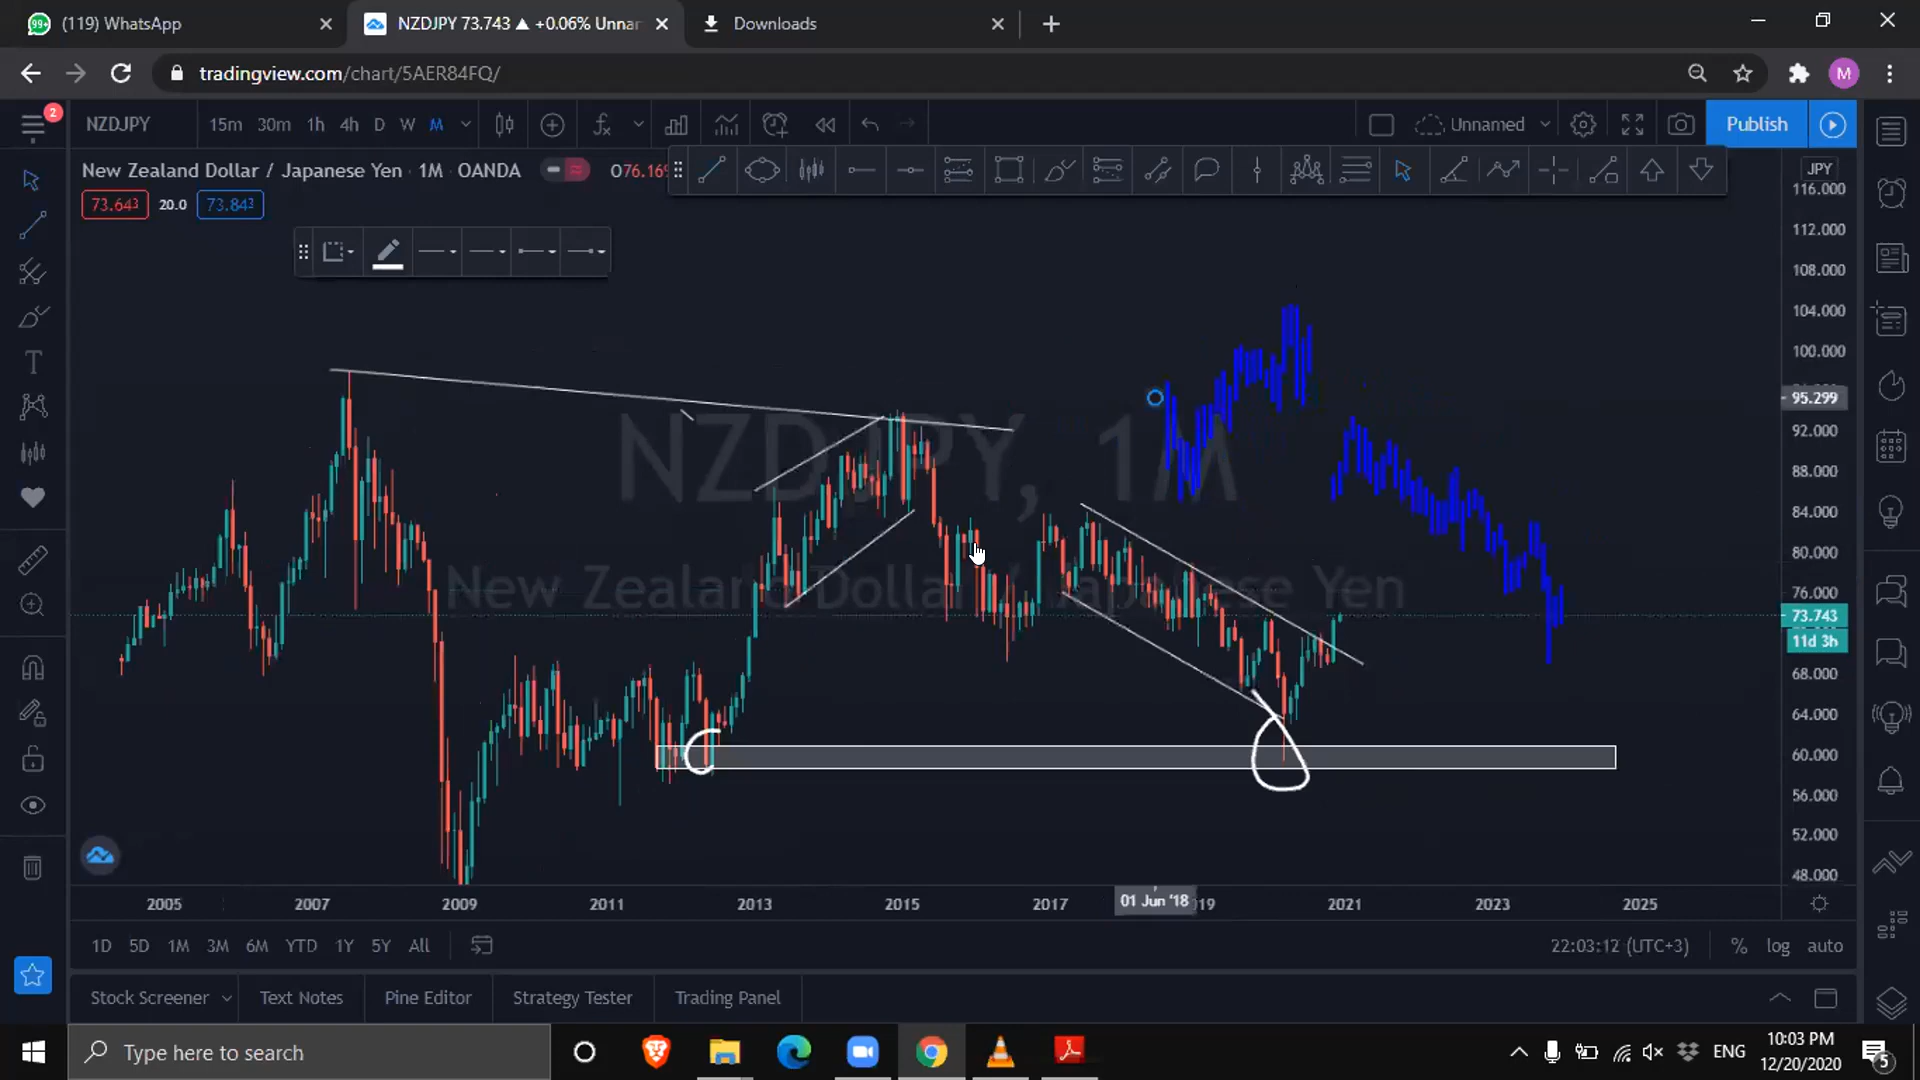 99+ (119) WhatsApp
NZDJPY 73.743 ▲ +0.06% Unnar
Downloads
tradingview.com/chart/5AER84FQ/
M
2
NZDJPY 15m 30m 1h 4h D W M
Unnamed
Publish
New Zealand Dollar / Japanese Yen · 1M · OANDA
O76.169
73.643 20.0 73.843
JPY
116.000
112.000
108.000
104.000
100.000
95.299
92.000
88.000
84.000
80.000
76.000
73.743
11d 3h
68.000
64.000
60.000
56.000
52.000
48.000
NZDJPY, 1M
New Zealand Dollar / Japanese Yen
2005 2007 2009 2011 2013 2015 2017 01 Jun '18 19 2021 2023 2025
1D 5D 1M 3M 6M YTD 1Y 5Y All
22:03:12 (UTC+3) % log auto
Stock Screener Text Notes Pine Editor Strategy Tester Trading Panel
Type here to search
ENG
10:03 PM
12/20/2020
5